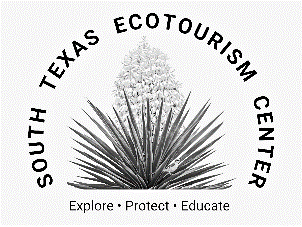 SOUTH TEXAS ECOTOURISM CENTER
Explore • Protect • Educate